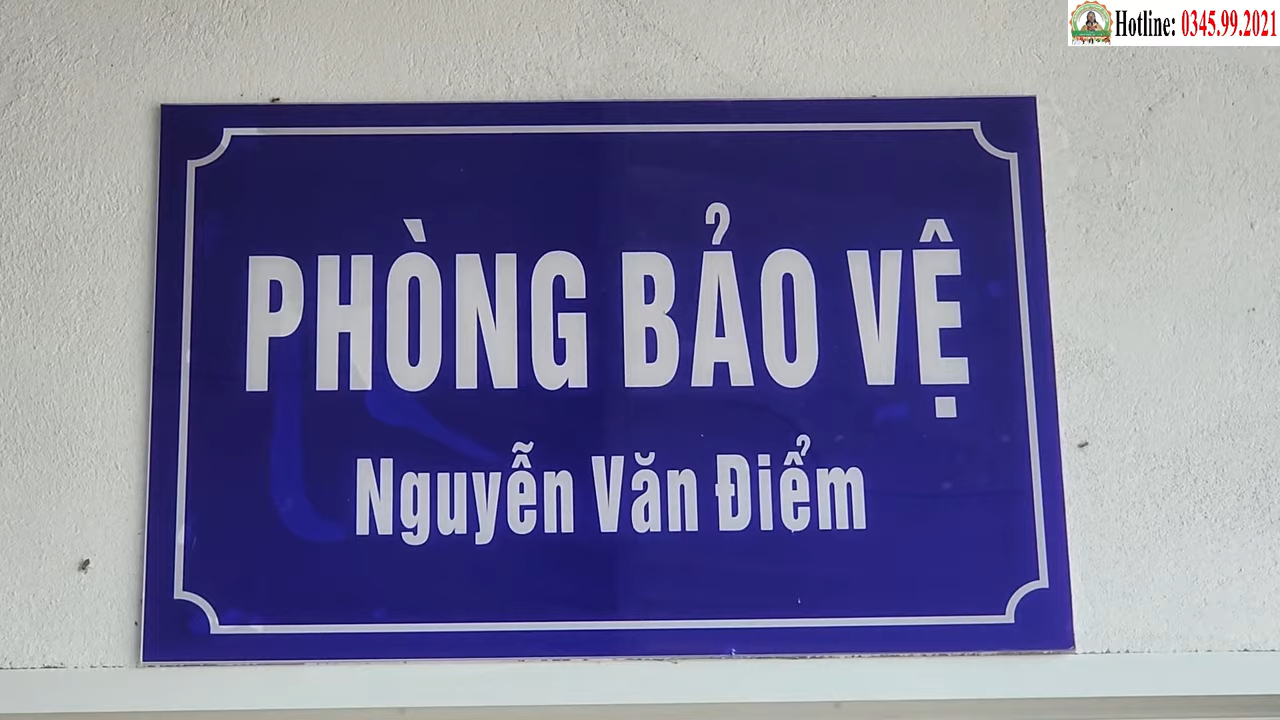 Hotline: 0345.99.2021
PHÒNG BẢO VỆ
Nguyễn Văn Điểm